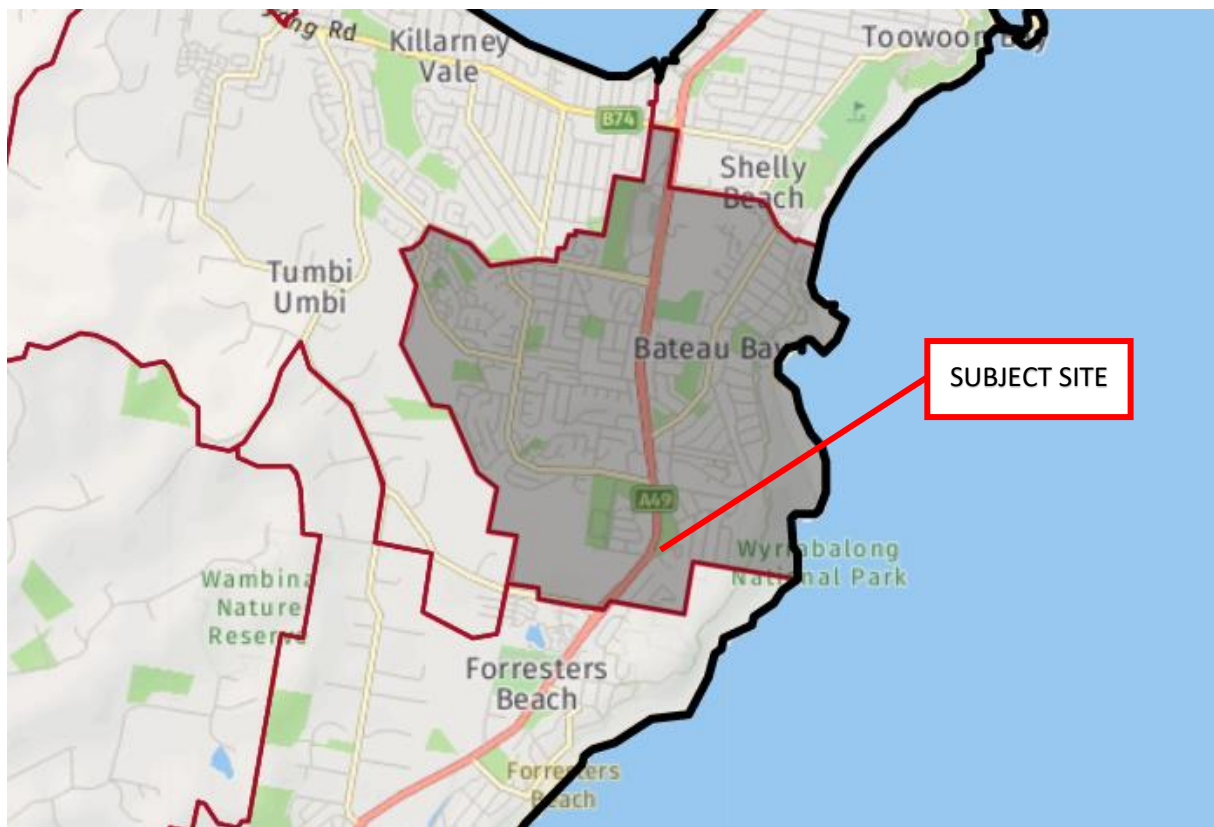 Rd
Killarney
Vale
Toowoon Bay
B74
Shelly
Beach
Tumbi
Umbi
Bateau Bay
SUBJECT SITE
A49
Wyrrabalong
National Park
Wambina
Nature
Reserve
Forresters
Beach
Forresters
Beach